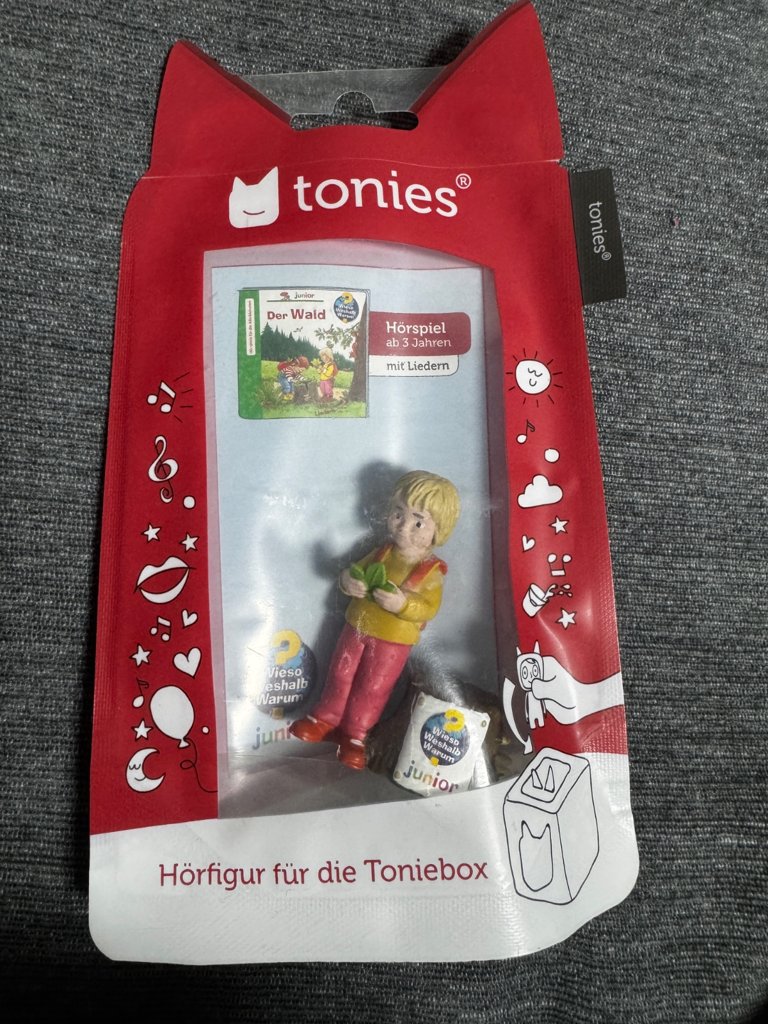 tonies®
tonies®
junior
Wieso
Weshalb
Warum
Der Wald
Hörspiel
ab 3 Jahren
mit Liedern
Wieso
Weshalb
Warum
junior
Wieso
Weshalb
Warum
junior
Hörfigur für die Toniebox